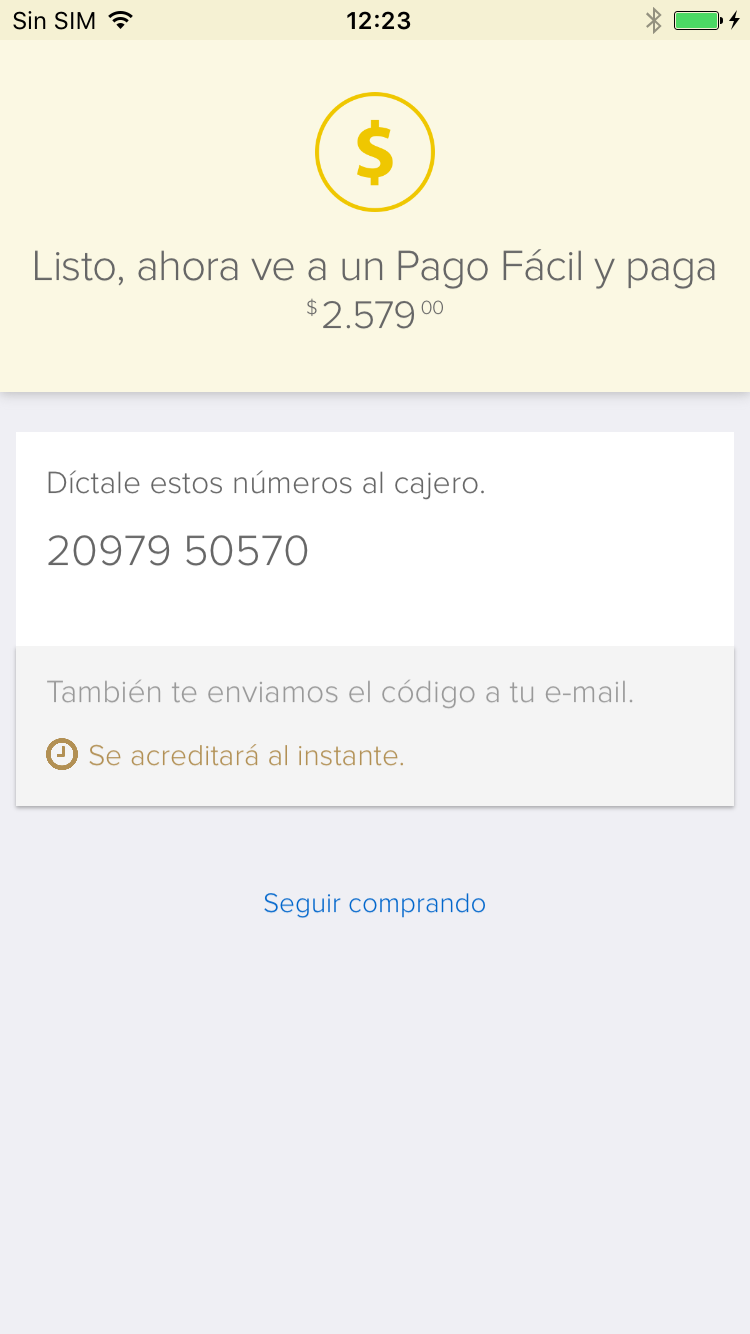 Sin SIM 12:23
$
Listo, ahora ve a un Pago Fácil y paga
$ 2.579 00
Díctale estos números al cajero.
20979 50570
También te enviamos el código a tu e-mail.
Se acreditará al instante.
Seguir comprando